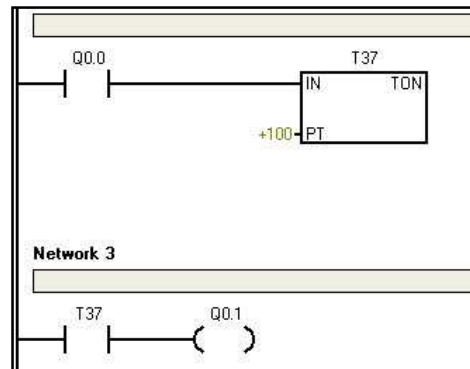 Q0.0
T37
IN TON
+100 PT
Network 3
T37
Q0.1